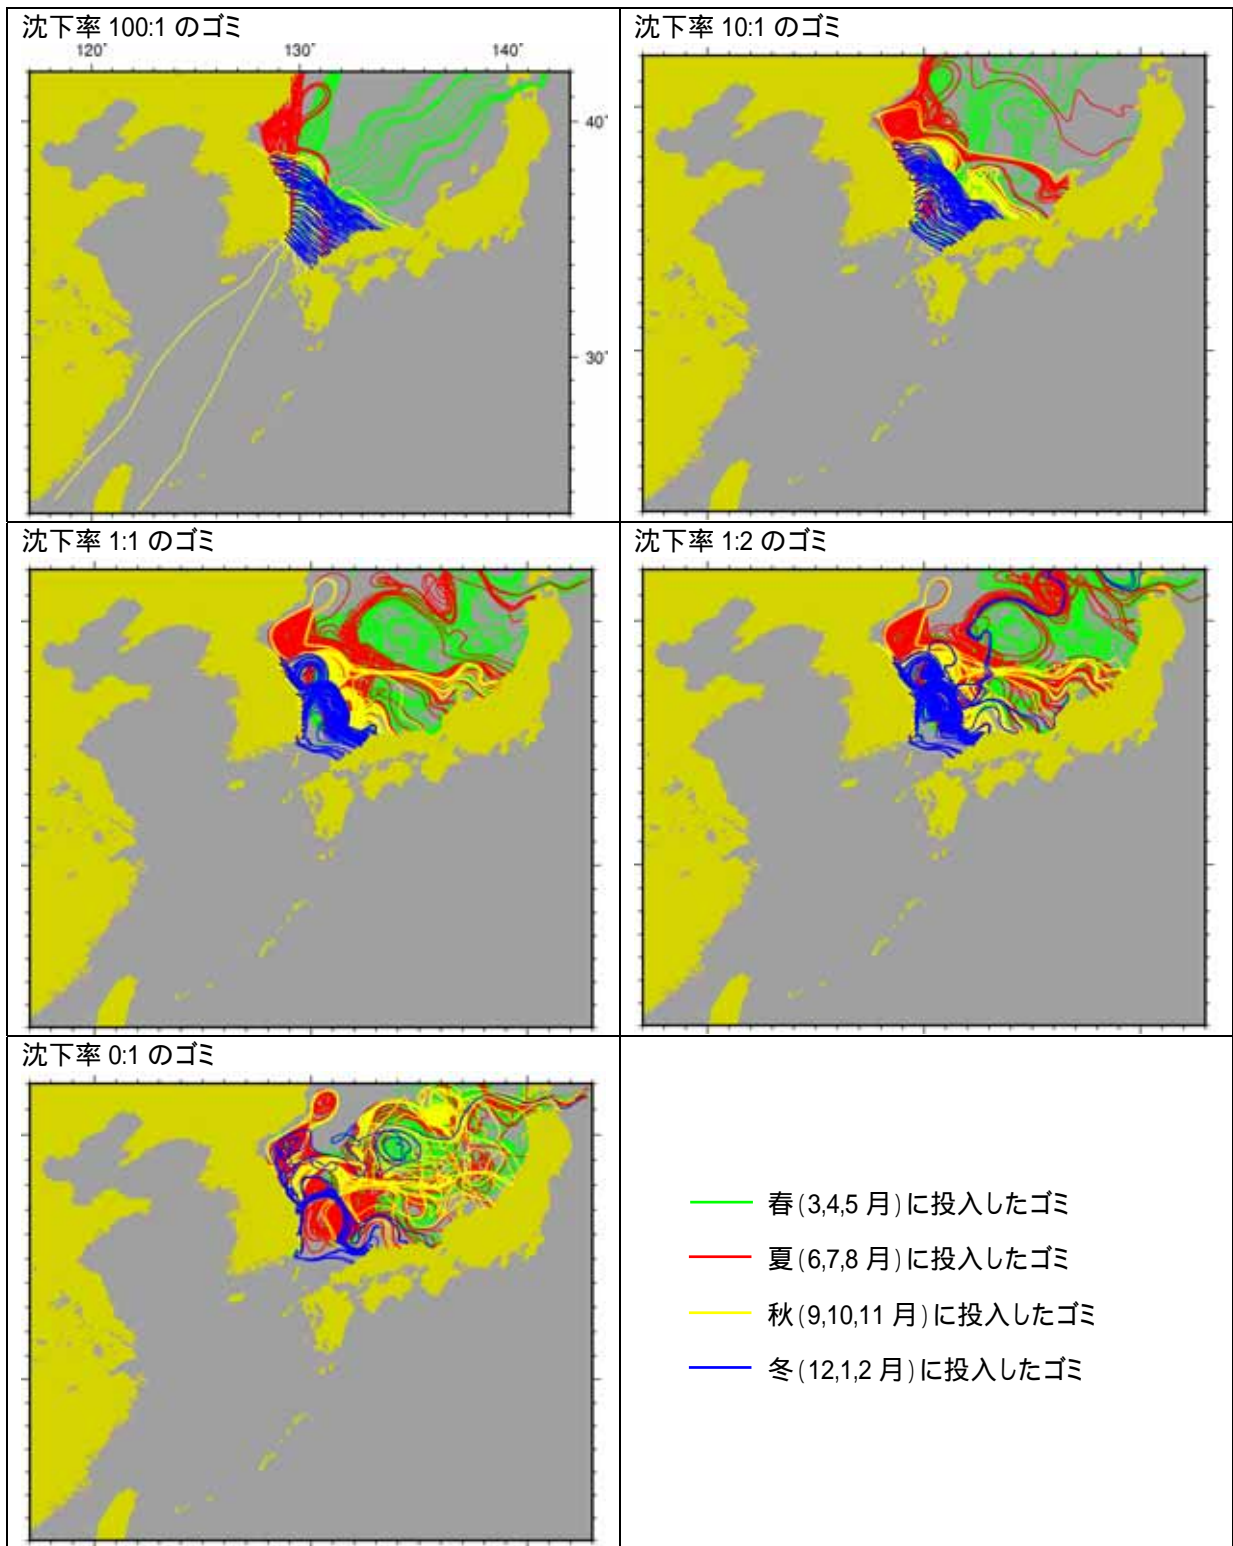 沈下率 100:1 のゴミ
沈下率 10:1 のゴミ
120° 130° 140°
40°
30°
沈下率 1:1 のゴミ
沈下率 1:2 のゴミ
沈下率 0:1 のゴミ
春(3,4,5 月)に投入したゴミ
夏(6,7,8 月)に投入したゴミ
秋(9,10,11 月)に投入したゴミ
冬(12,1,2 月)に投入したゴミ